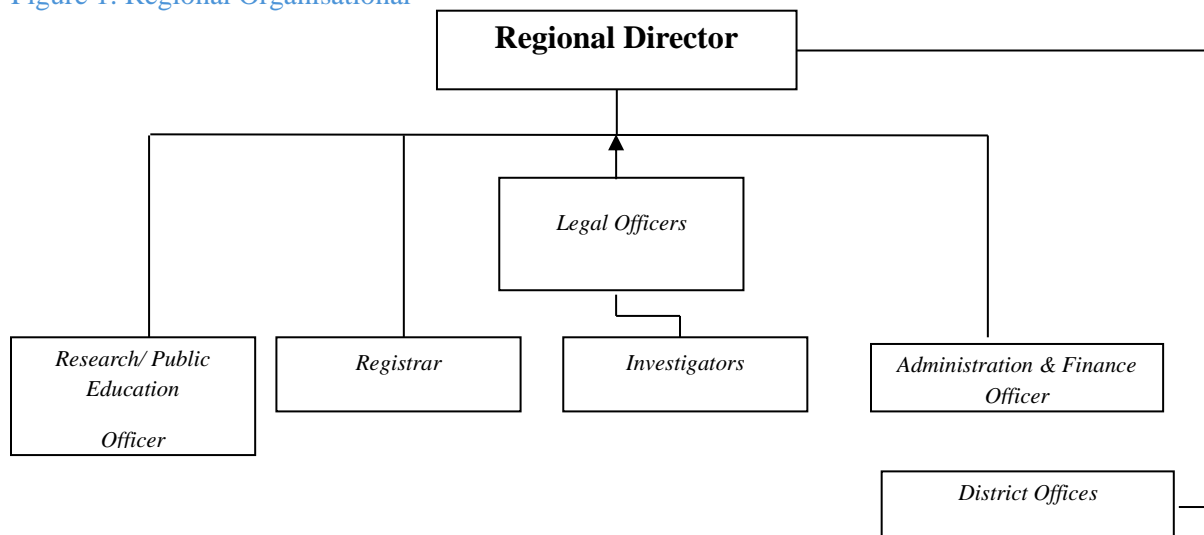 Figure 1: Regional Organisational
Regional Director
Legal Officers
Research/ Public
Education
Officer
Registrar
Investigators
Administration & Finance
Officer
District Offices